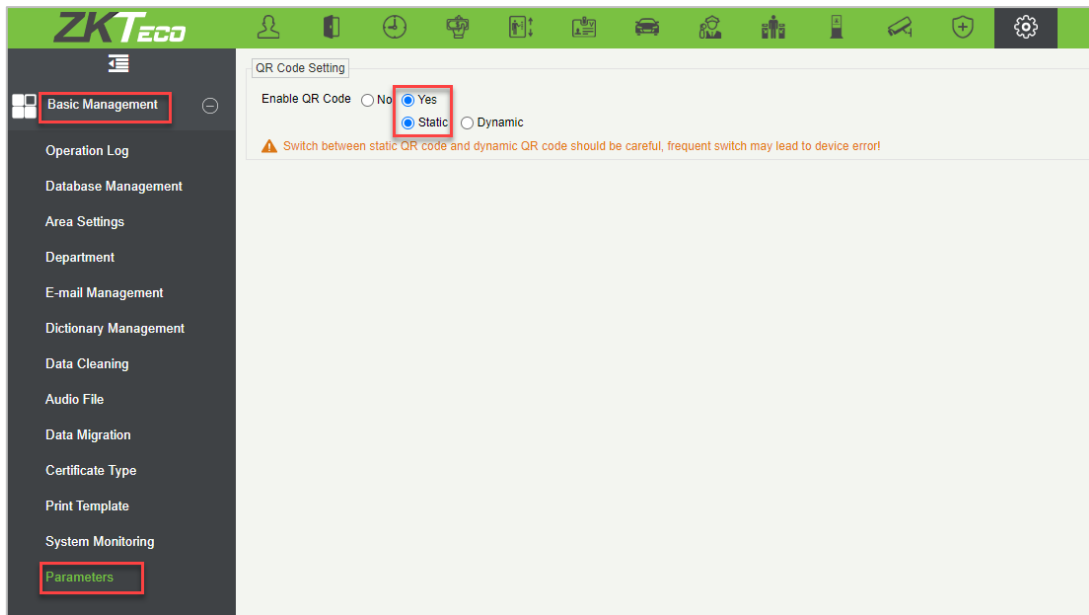 ZKTeco
Basic Management
Operation Log
Database Management
Area Settings
Department
E-mail Management
Dictionary Management
Data Cleaning
Audio File
Data Migration
Certificate Type
Print Template
System Monitoring
Parameters
QR Code Setting
Enable QR Code No Yes
Static Dynamic
Switch between static QR code and dynamic QR code should be careful, frequent switch may lead to device error!